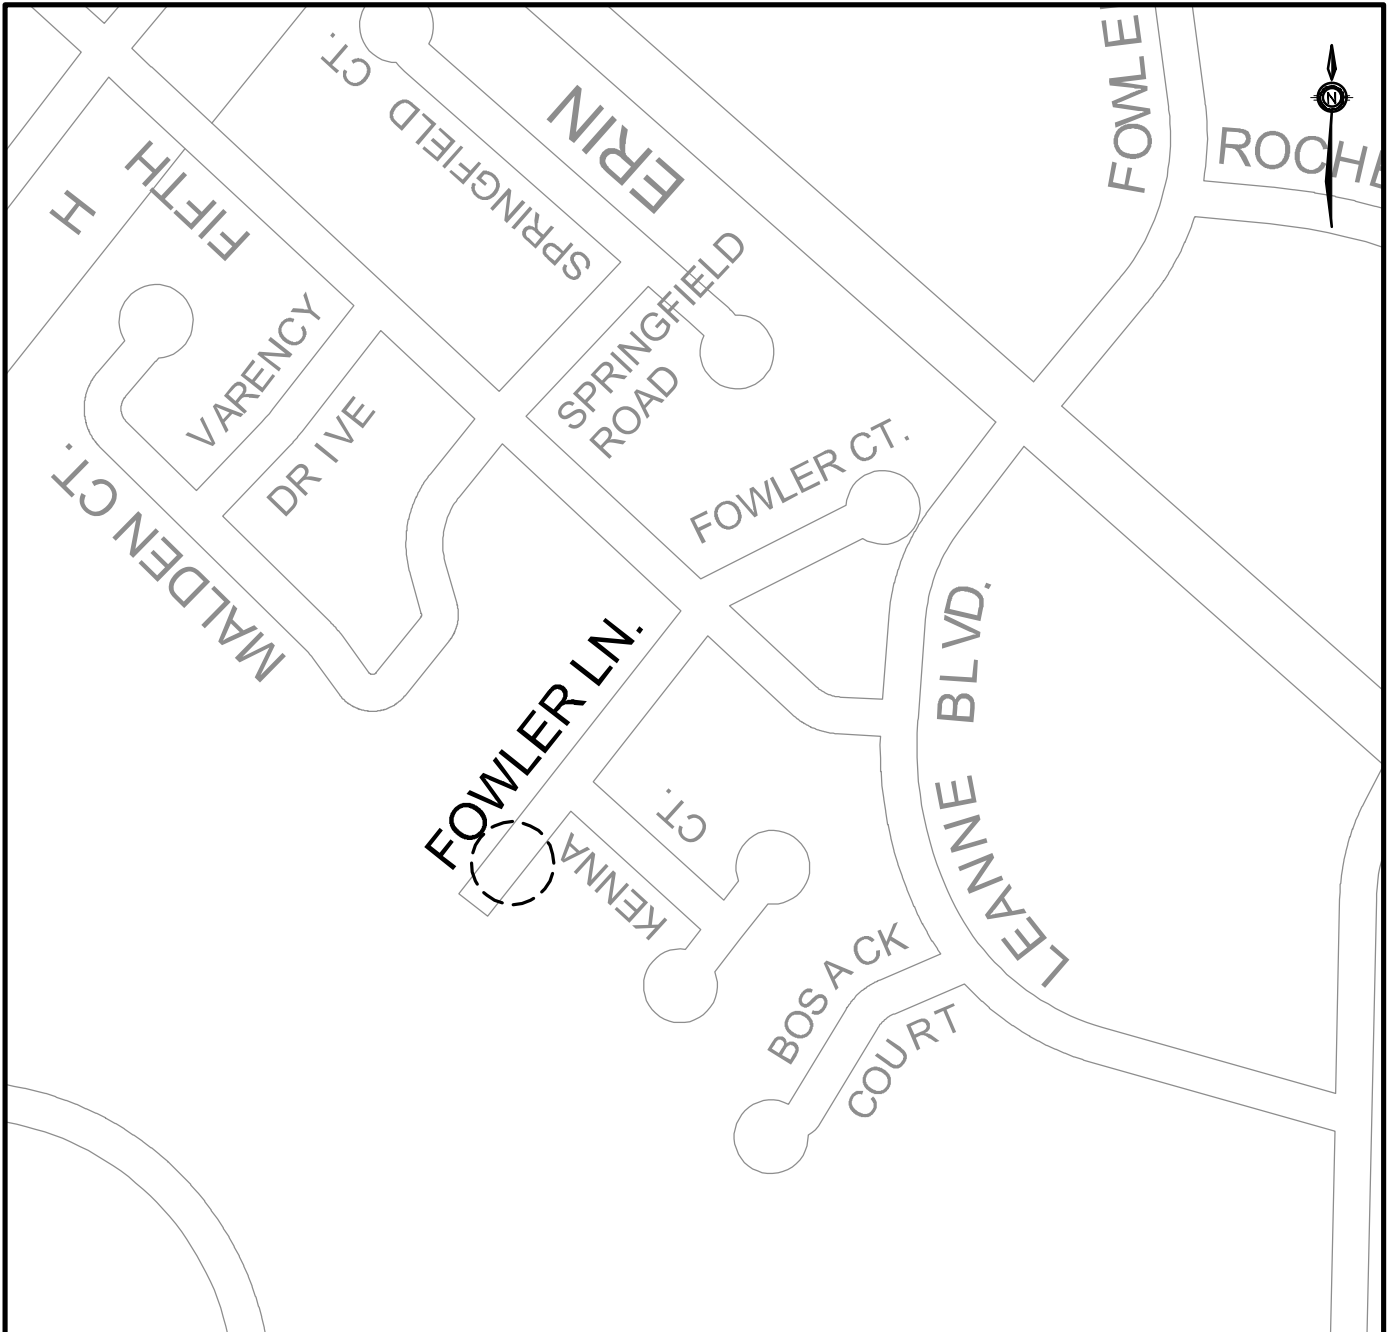 CT.
SPRINGFIELD
ERIN
FOWLE
N
ROCHE
FIFTH
H
SPRINGFIELD
ROAD
VARENCY
DRIVE
FOWLER CT.
MALDEN CT.
FOWLER LN.
BLVD.
LEANNE
CT.
KENNA
BOSACK
COURT